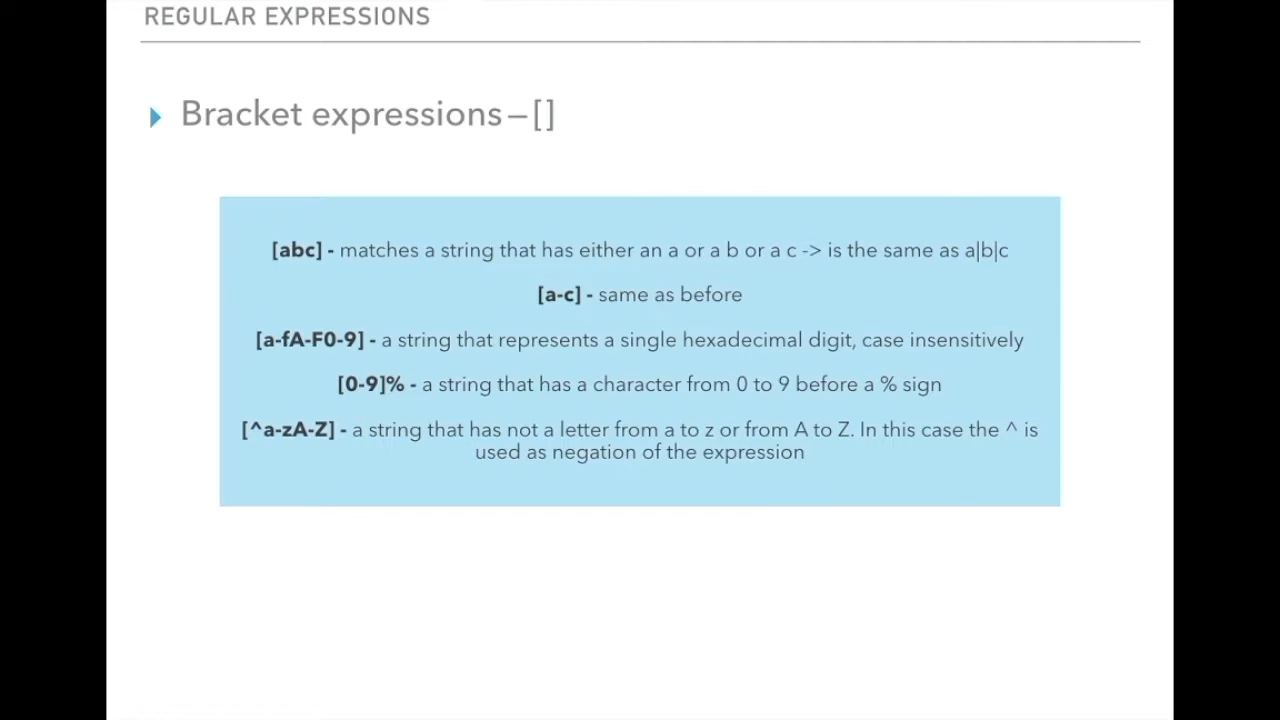 REGULAR EXPRESSIONS
Bracket expressions – []
[abc] - matches a string that has either an a or a b or a c -> is the same as a|b|c
[a-c] - same as before
[a-fA-F0-9] - a string that represents a single hexadecimal digit, case insensitively
[0-9]% - a string that has a character from 0 to 9 before a % sign
[^a-zA-Z] - a string that has not a letter from a to z or from A to Z. In this case the ^ is
used as negation of the expression